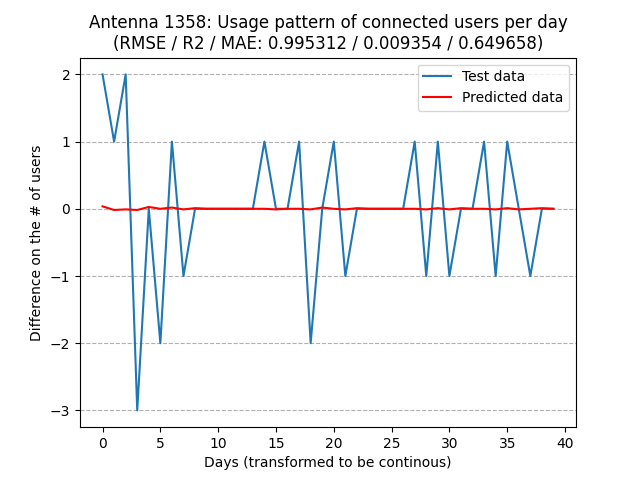 Antenna 1358: Usage pattern of connected users per day
(RMSE / R2 / MAE: 0.995312 / 0.009354 / 0.649658)
Test data
Predicted data
Difference on the # of users
2
1
0
−1
−2
−3
0 5 10 15 20 25 30 35 40
Days (transformed to be continous)